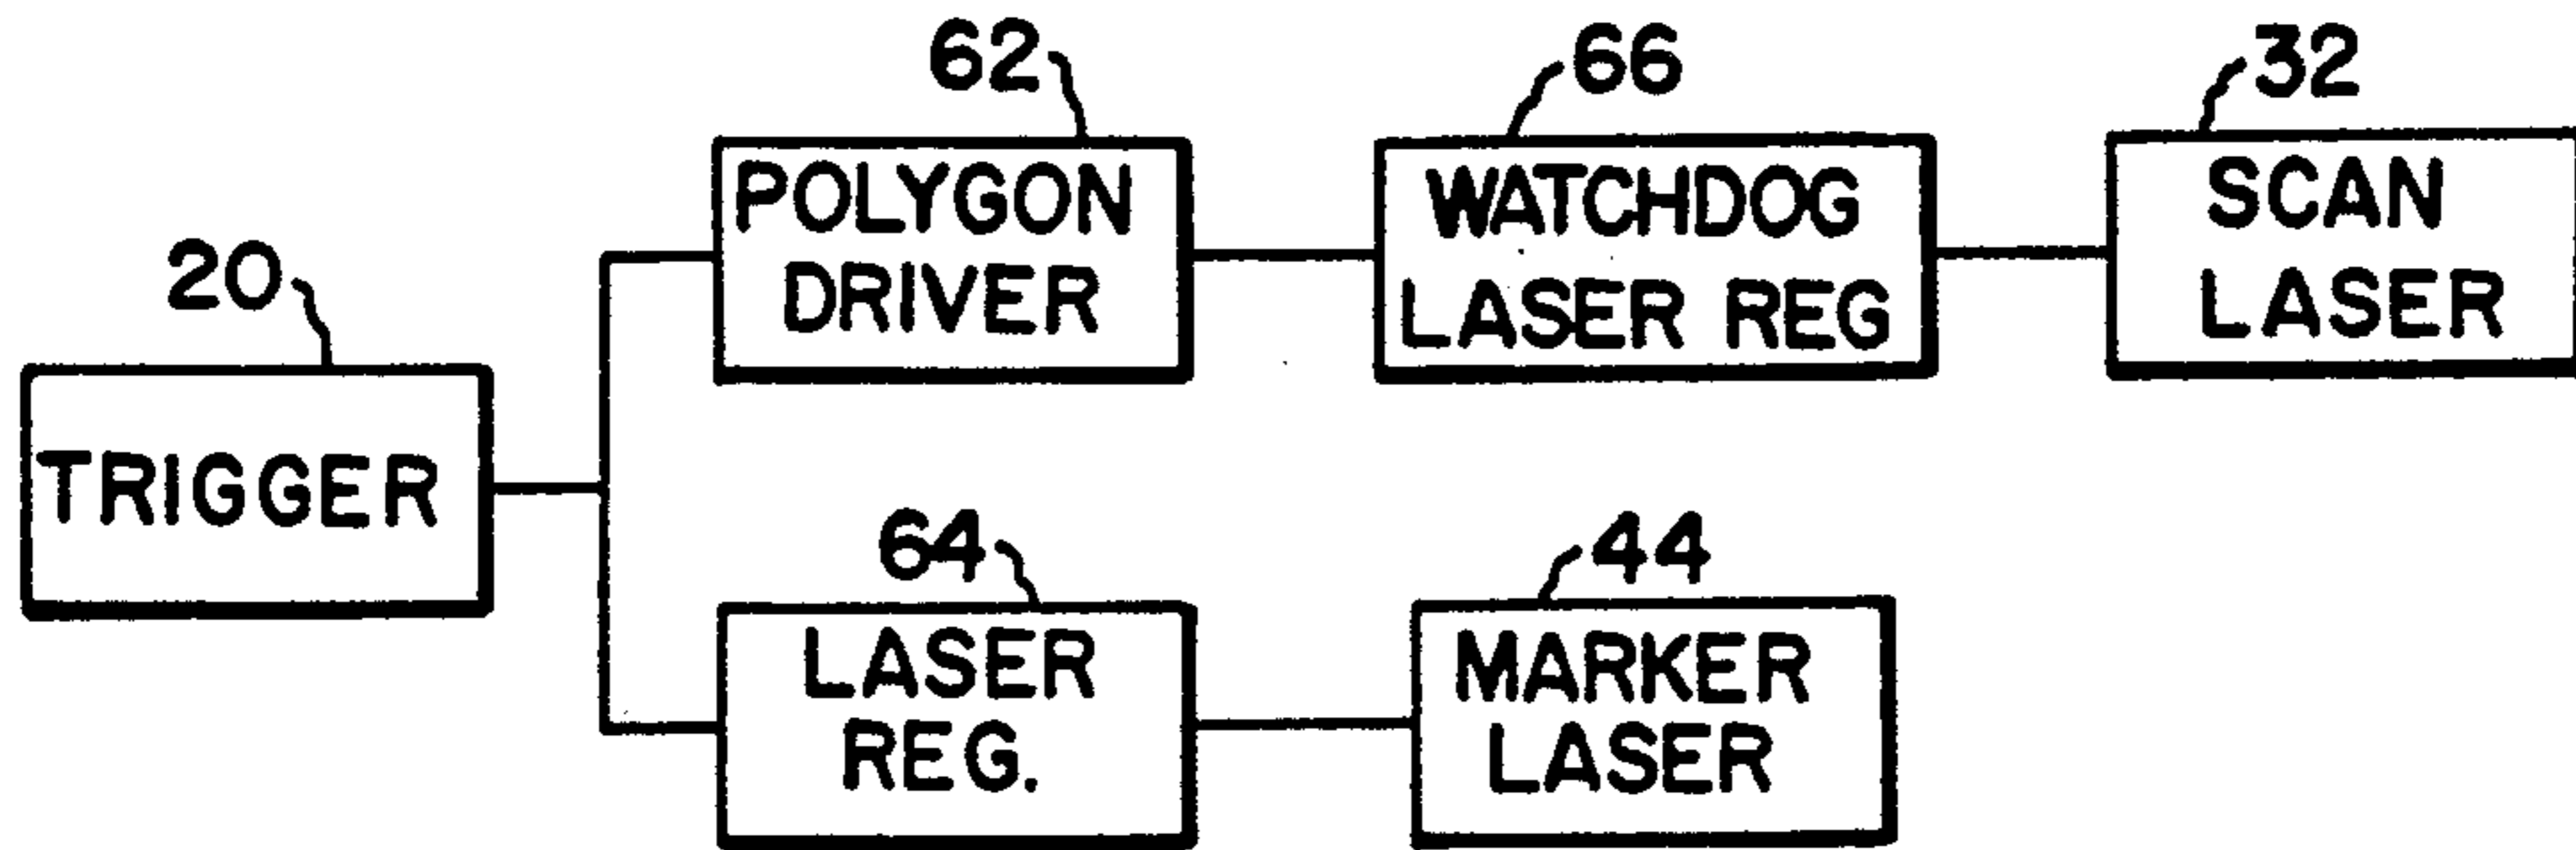 62
66
32
POLYGON
DRIVER
WATCHDOG
LASER REG
SCAN
LASER
20
TRIGGER
64
44
LASER
REG.
MARKER
LASER